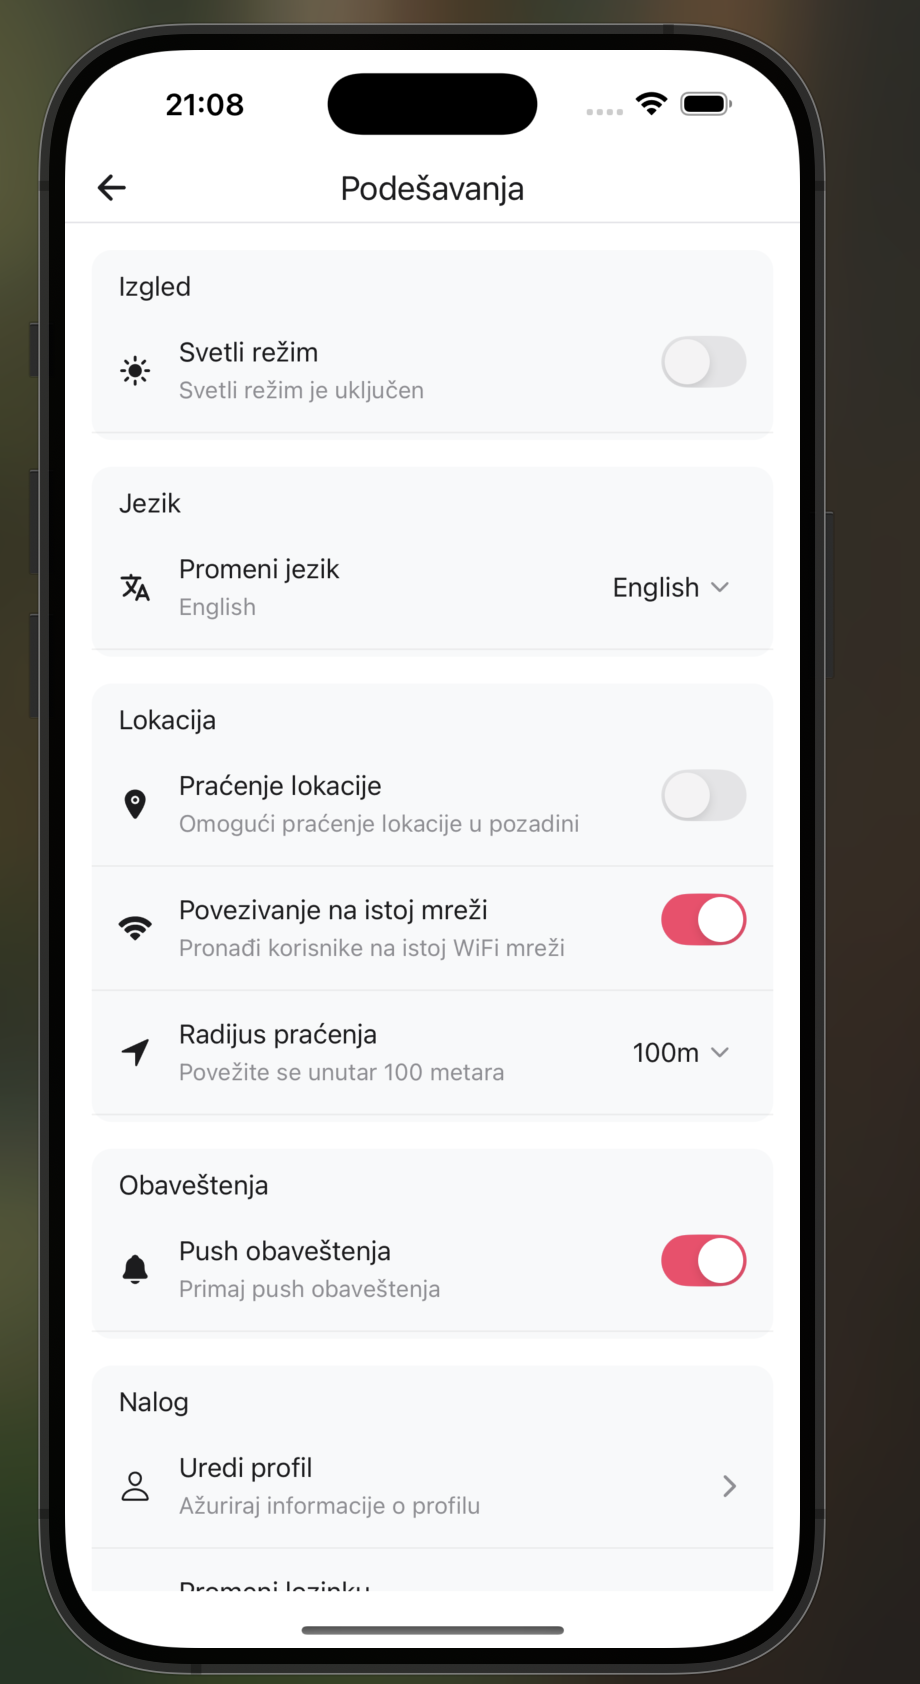 21:08
Podešavanja
Izgled
Svetli režim
Svetli režim je uključen
Jezik
Promeni jezik
English
English
Lokacija
Praćenje lokacije
Omogući praćenje lokacije u pozadini
Povezivanje na istoj mreži
Pronađi korisnike na istoj WiFi mreži
Radijus praćenja
100m
Povežite se unutar 100 metara
Obaveštenja
Push obaveštenja
Primaj push obaveštenja
Nalog
Uredi profil
Ažuriraj informacije o profilu
Promeni lozinku